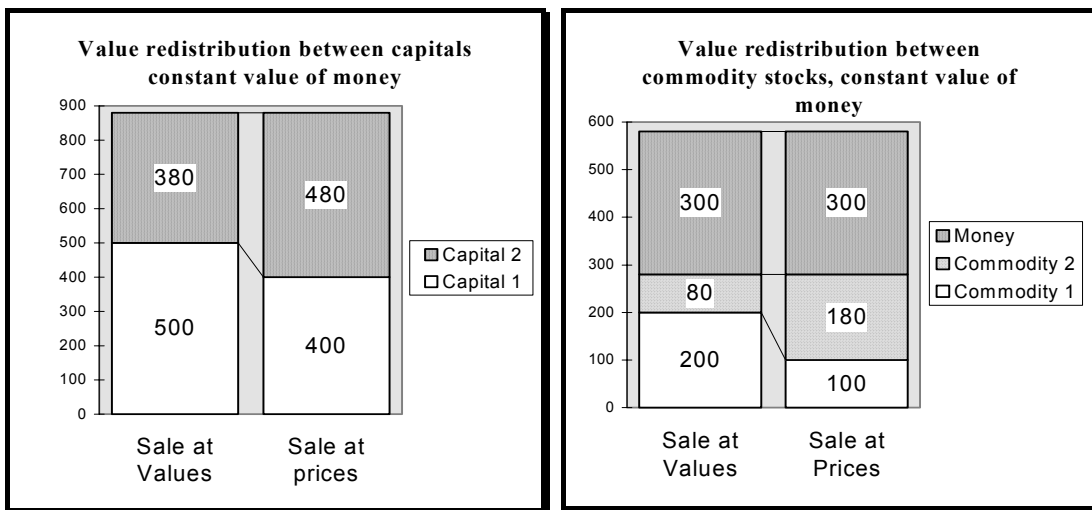 Value redistribution between capitals
constant value of money
900
800
700
600
500
400
300
200
100
0
380
480
500
400
Sale at
Values
Sale at
prices
Capital 2
Capital 1
Value redistribution between
commodity stocks, constant value of
money
600
500
400
300
200
100
0
300
300
80
180
200
100
Sale at
Values
Sale at
Prices
Money
Commodity 2
Commodity 1